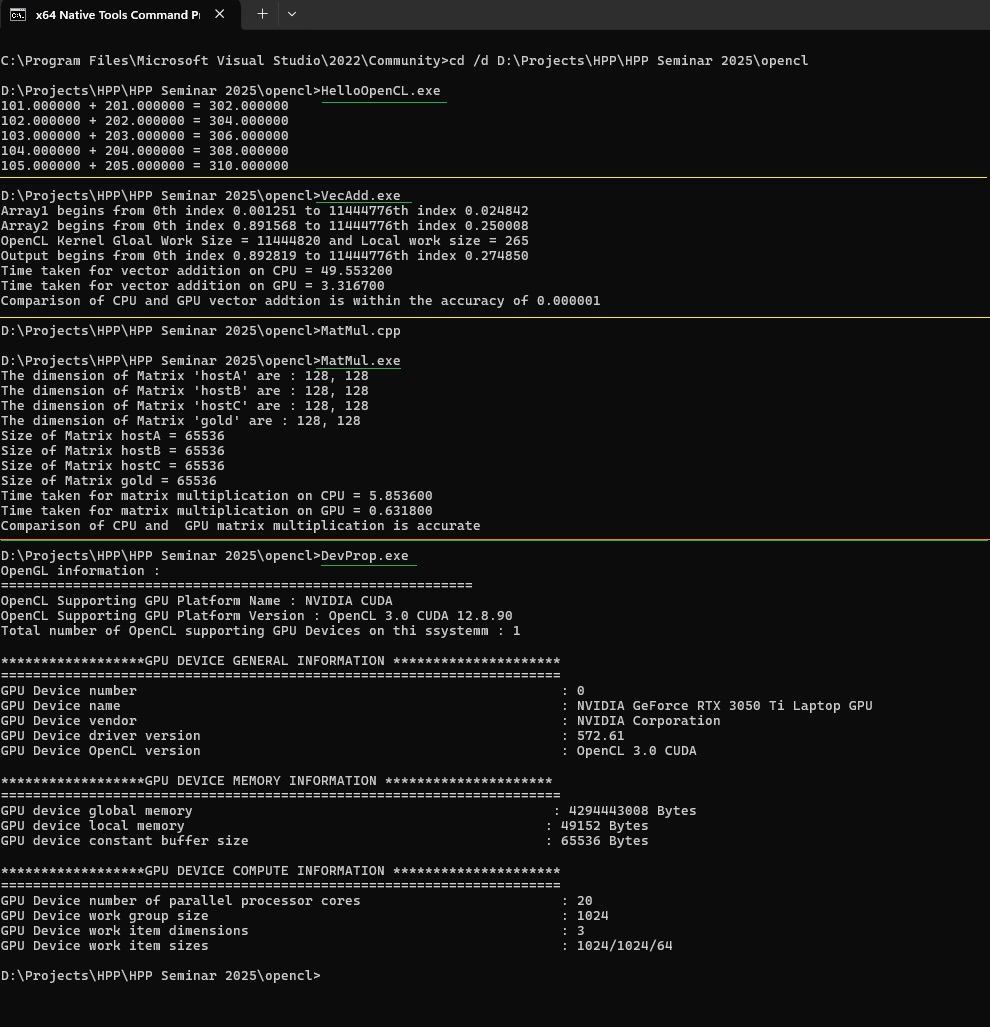 x64 Native Tools Command Pr
C:\Program Files\Microsoft Visual Studio\2022\Community>cd /d D:\Projects\HPP\HPP Seminar 2025\opencl
D:\Projects\HPP\HPP Seminar 2025\opencl>HelloOpenCL.exe
101.000000 + 201.000000 = 302.000000
102.000000 + 202.000000 = 304.000000
103.000000 + 203.000000 = 306.000000
104.000000 + 204.000000 = 308.000000
105.000000 + 205.000000 = 310.000000
D:\Projects\HPP\HPP Seminar 2025\opencl>VecAdd.exe
Array1 begins from 0th index 0.001251 to 11444776th index 0.024842
Array2 begins from 0th index 0.891568 to 11444776th index 0.250008
OpenCL Kernel Gloal Work Size = 11444820 and Local work size = 265
Output begins from 0th index 0.892819 to 11444776th index 0.274850
Time taken for vector addition on CPU = 49.553200
Time taken for vector addition on GPU = 3.316700
Comparison of CPU and GPU vector addtion is within the accuracy of 0.000001
D:\Projects\HPP\HPP Seminar 2025\opencl>MatMul.cpp
D:\Projects\HPP\HPP Seminar 2025\opencl>MatMul.exe
The dimension of Matrix 'hostA' are : 128, 128
The dimension of Matrix 'hostB' are : 128, 128
The dimension of Matrix 'hostC' are : 128, 128
The dimension of Matrix 'gold' are : 128, 128
Size of Matrix hostA = 65536
Size of Matrix hostB = 65536
Size of Matrix hostC = 65536
Size of Matrix gold = 65536
Time taken for matrix multiplication on CPU = 5.853600
Time taken for matrix multiplication on GPU = 0.631800
Comparison of CPU and  GPU matrix multiplication is accurate
D:\Projects\HPP\HPP Seminar 2025\opencl>DevProp.exe
OpenGL information :
===========================================================
OpenCL Supporting GPU Platform Name : NVIDIA CUDA
OpenCL Supporting GPU Platform Version : OpenCL 3.0 CUDA 12.8.90
Total number of OpenCL supporting GPU Devices on thi ssystemm : 1
******************GPU DEVICE GENERAL INFORMATION *********************
======================================================================
GPU Device number : 0
GPU Device name : NVIDIA GeForce RTX 3050 Ti Laptop GPU
GPU Device vendor : NVIDIA Corporation
GPU Device driver version : 572.61
GPU Device OpenCL version : OpenCL 3.0 CUDA
******************GPU DEVICE MEMORY INFORMATION *********************
======================================================================
GPU device global memory : 4294443008 Bytes
GPU device local memory : 49152 Bytes
GPU device constant buffer size : 65536 Bytes
******************GPU DEVICE COMPUTE INFORMATION *********************
======================================================================
GPU Device number of parallel processor cores : 20
GPU Device work group size : 1024
GPU Device work item dimensions : 3
GPU Device work item sizes : 1024/1024/64
D:\Projects\HPP\HPP Seminar 2025\opencl>